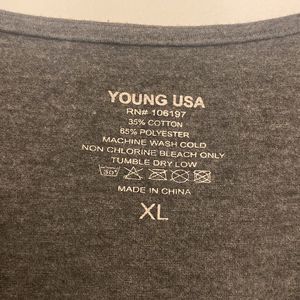 YOUNG USA
RN# 106197
35% COTTON
65% POLYESTER
MACHINE WASH COLD
NON CHLORINE BLEACH ONLY
TUMBLE DRY LOW
30°
MADE IN CHINA
XL